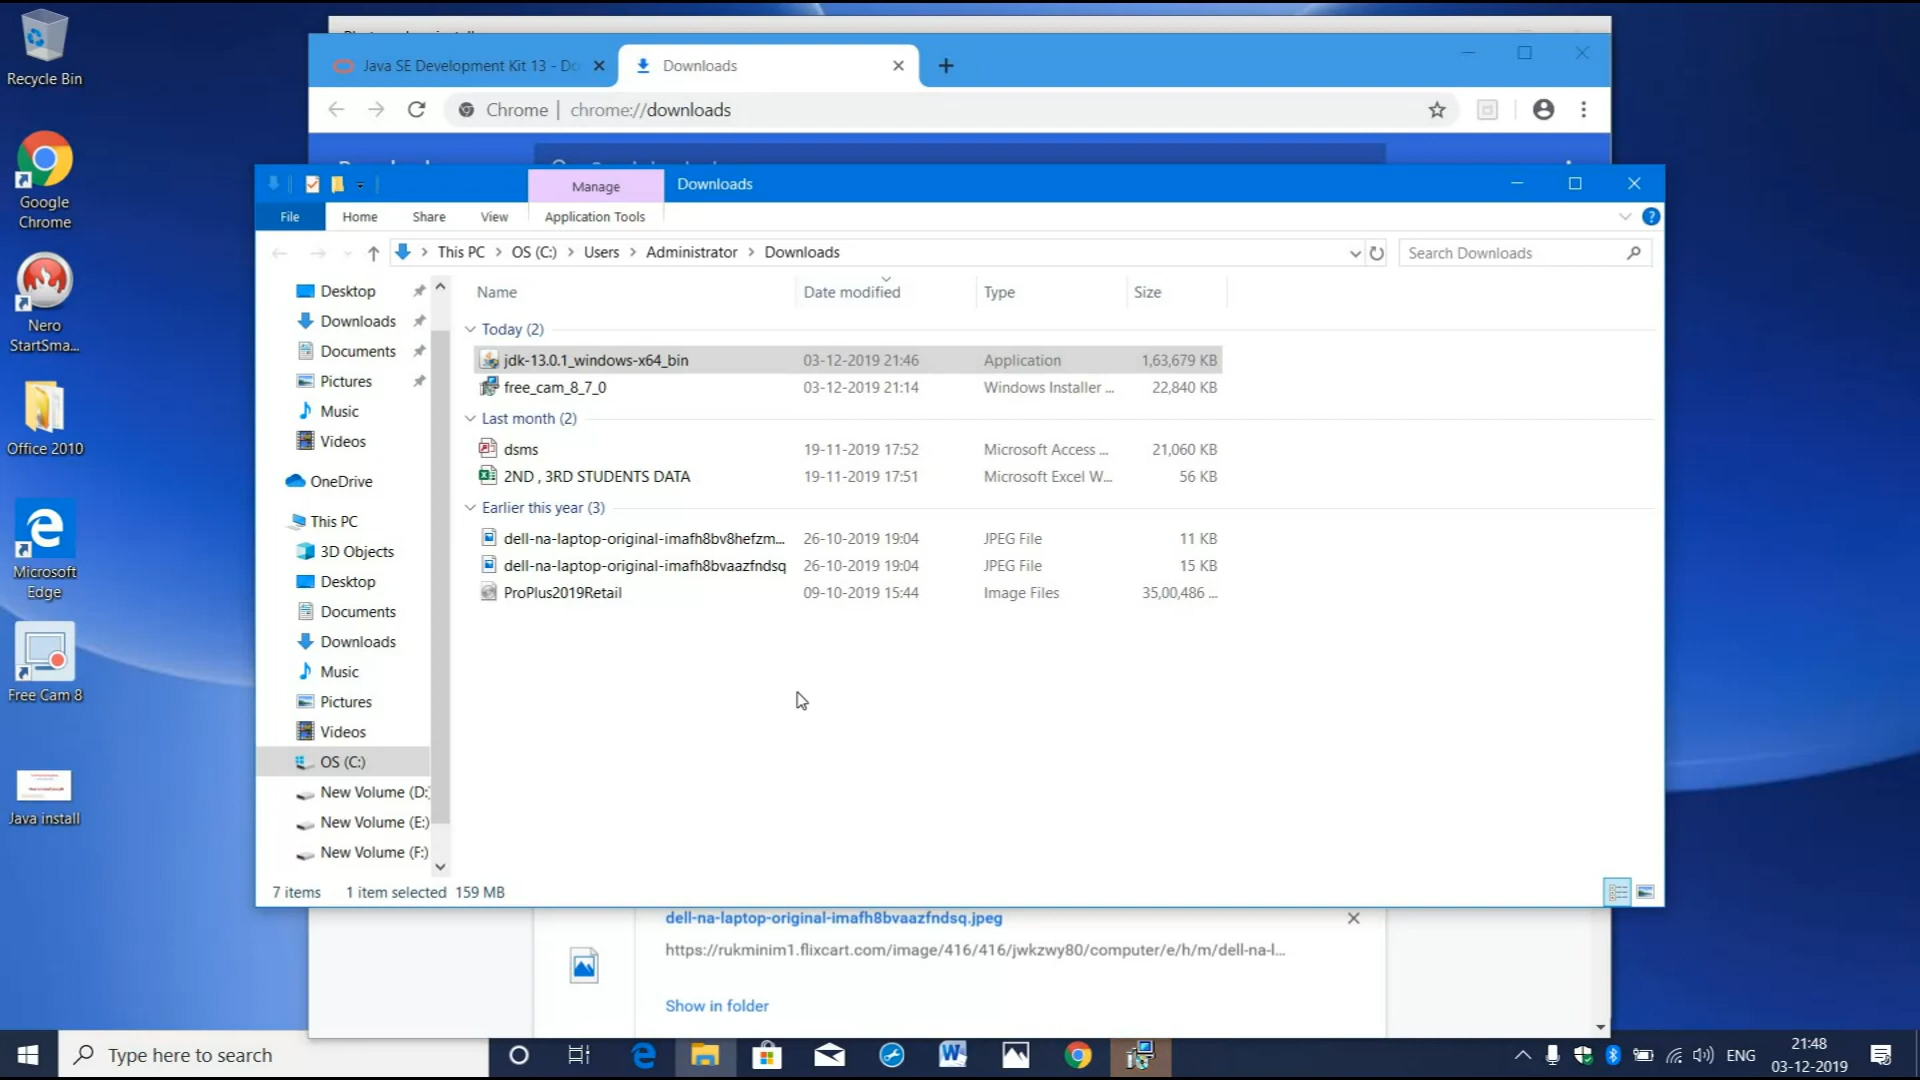 Recycle Bin
Google
Chrome
Nero
StartSma...
Office 2010
Microsoft
Edge
Free Cam 8
Java install
Java SE Development Kit 13 - Do
Downloads
Chrome | chrome://downloads
Manage
Downloads
File
Home
Share
View
Application Tools
This PC > OS (C:) > Users > Administrator > Downloads
Search Downloads
Desktop
Downloads
Documents
Pictures
Music
Videos
OneDrive
This PC
3D Objects
Desktop
Documents
Downloads
Music
Pictures
Videos
OS (C:)
New Volume (D:
New Volume (E:)
New Volume (F:)
Name Date modified Type Size
Today (2)
jdk-13.0.1_windows-x64_bin 03-12-2019 21:46 Application 1,63,679 KB
free_cam_8_7_0 03-12-2019 21:14 Windows Installer ... 22,840 KB
Last month (2)
dsms 19-11-2019 17:52 Microsoft Access ... 21,060 KB
2ND , 3RD STUDENTS DATA 19-11-2019 17:51 Microsoft Excel W... 56 KB
Earlier this year (3)
dell-na-laptop-original-imafh8bv8hefzm... 26-10-2019 19:04 JPEG File 11 KB
dell-na-laptop-original-imafh8bvaazfndsq 26-10-2019 19:04 JPEG File 15 KB
ProPlus2019Retail 09-10-2019 15:44 Image Files 35,00,486 ...
7 items 1 item selected 159 MB
dell-na-laptop-original-imafh8bvaazfndsq.jpeg
https://rukminim1.flixcart.com/image/416/416/jwkzwy80/computer/e/h/m/dell-na-l...
Show in folder
Type here to search
ENG
21:48
03-12-2019